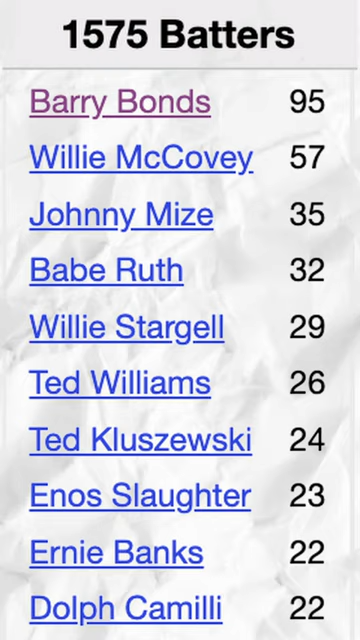 1575 Batters
Barry Bonds 95
Willie McCovey 57
Johnny Mize 35
Babe Ruth 32
Willie Stargell 29
Ted Williams 26
Ted Kluszewski 24
Enos Slaughter 23
Ernie Banks 22
Dolph Camilli 22